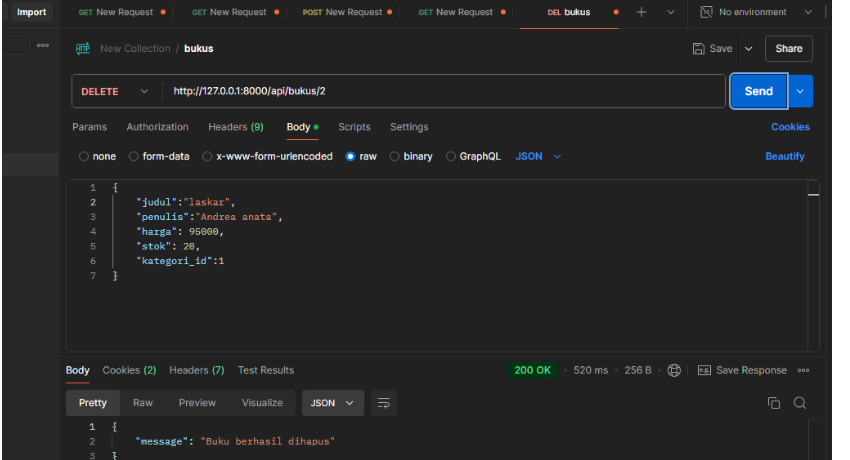 Import GET New Request GET New Request POST New Request GET New Request DEL bukus No environment
HTTP New Collection / bukus Save Share
DELETE http://127.0.0.1:8000/api/bukus/2 Send
Params Authorization Headers (9) Body Scripts Settings Cookies
none form-data x-www-form-urlencoded raw binary GraphQL JSON Beautify
1 {
2 "judul":"laskar",
3 "penulis":"Andrea anata",
4 "harga": 95000,
5 "stok": 20,
6 "kategori_id":1
7 }
Body Cookies (2) Headers (7) Test Results 200 OK 520 ms 256 B e.g. Save Response
Pretty Raw Preview Visualize JSON
1 {
2 "message": "Buku berhasil dihapus"
3 }